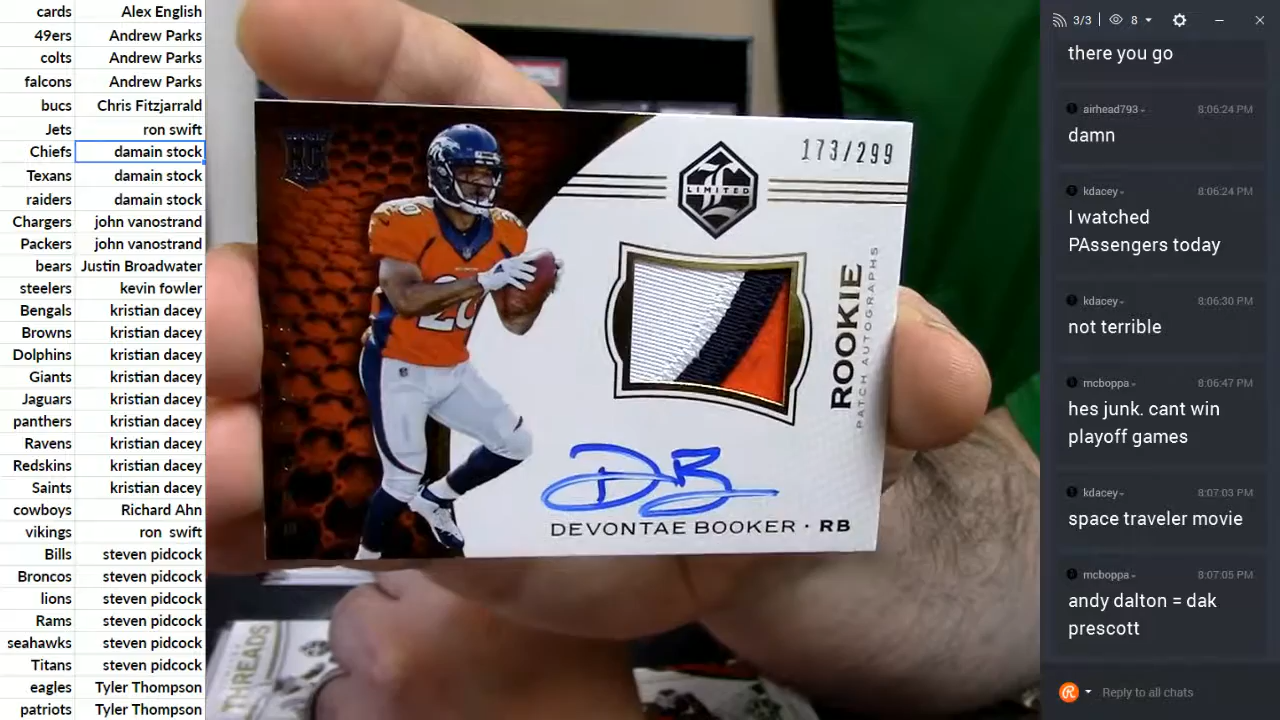 cards Alex English
49ers Andrew Parks
colts Andrew Parks
falcons Andrew Parks
bucs Chris Fitzjarrald
Jets ron swift
Chiefs damain stock
Texans damain stock
raiders damain stock
Chargers john vanostrand
Packers john vanostrand
bears Justin Broadwater
steelers kevin fowler
Bengals kristian dacey
Browns kristian dacey
Dolphins kristian dacey
Giants kristian dacey
Jaguars kristian dacey
panthers kristian dacey
Ravens kristian dacey
Redskins kristian dacey
Saints kristian dacey
cowboys Richard Ahn
vikings ron swift
Bills steven pidcock
Broncos steven pidcock
lions steven pidcock
Rams steven pidcock
seahawks steven pidcock
Titans steven pidcock
eagles Tyler Thompson
patriots Tyler Thompson
173/299
LIMITED
ROOKIE
PATCH AUTOGRAPHS
20
DB
DEVONTAE BOOKER · RB
THREADS
3/3 8
there you go
airhead793 8:06:24 PM
damn
kdacey 8:06:24 PM
I watched
PAssengers today
kdacey 8:06:30 PM
not terrible
mcboppa 8:06:47 PM
hes junk. cant win
playoff games
kdacey 8:07:03 PM
space traveler movie
mcboppa 8:07:05 PM
andy dalton = dak
prescott
Reply to all chats